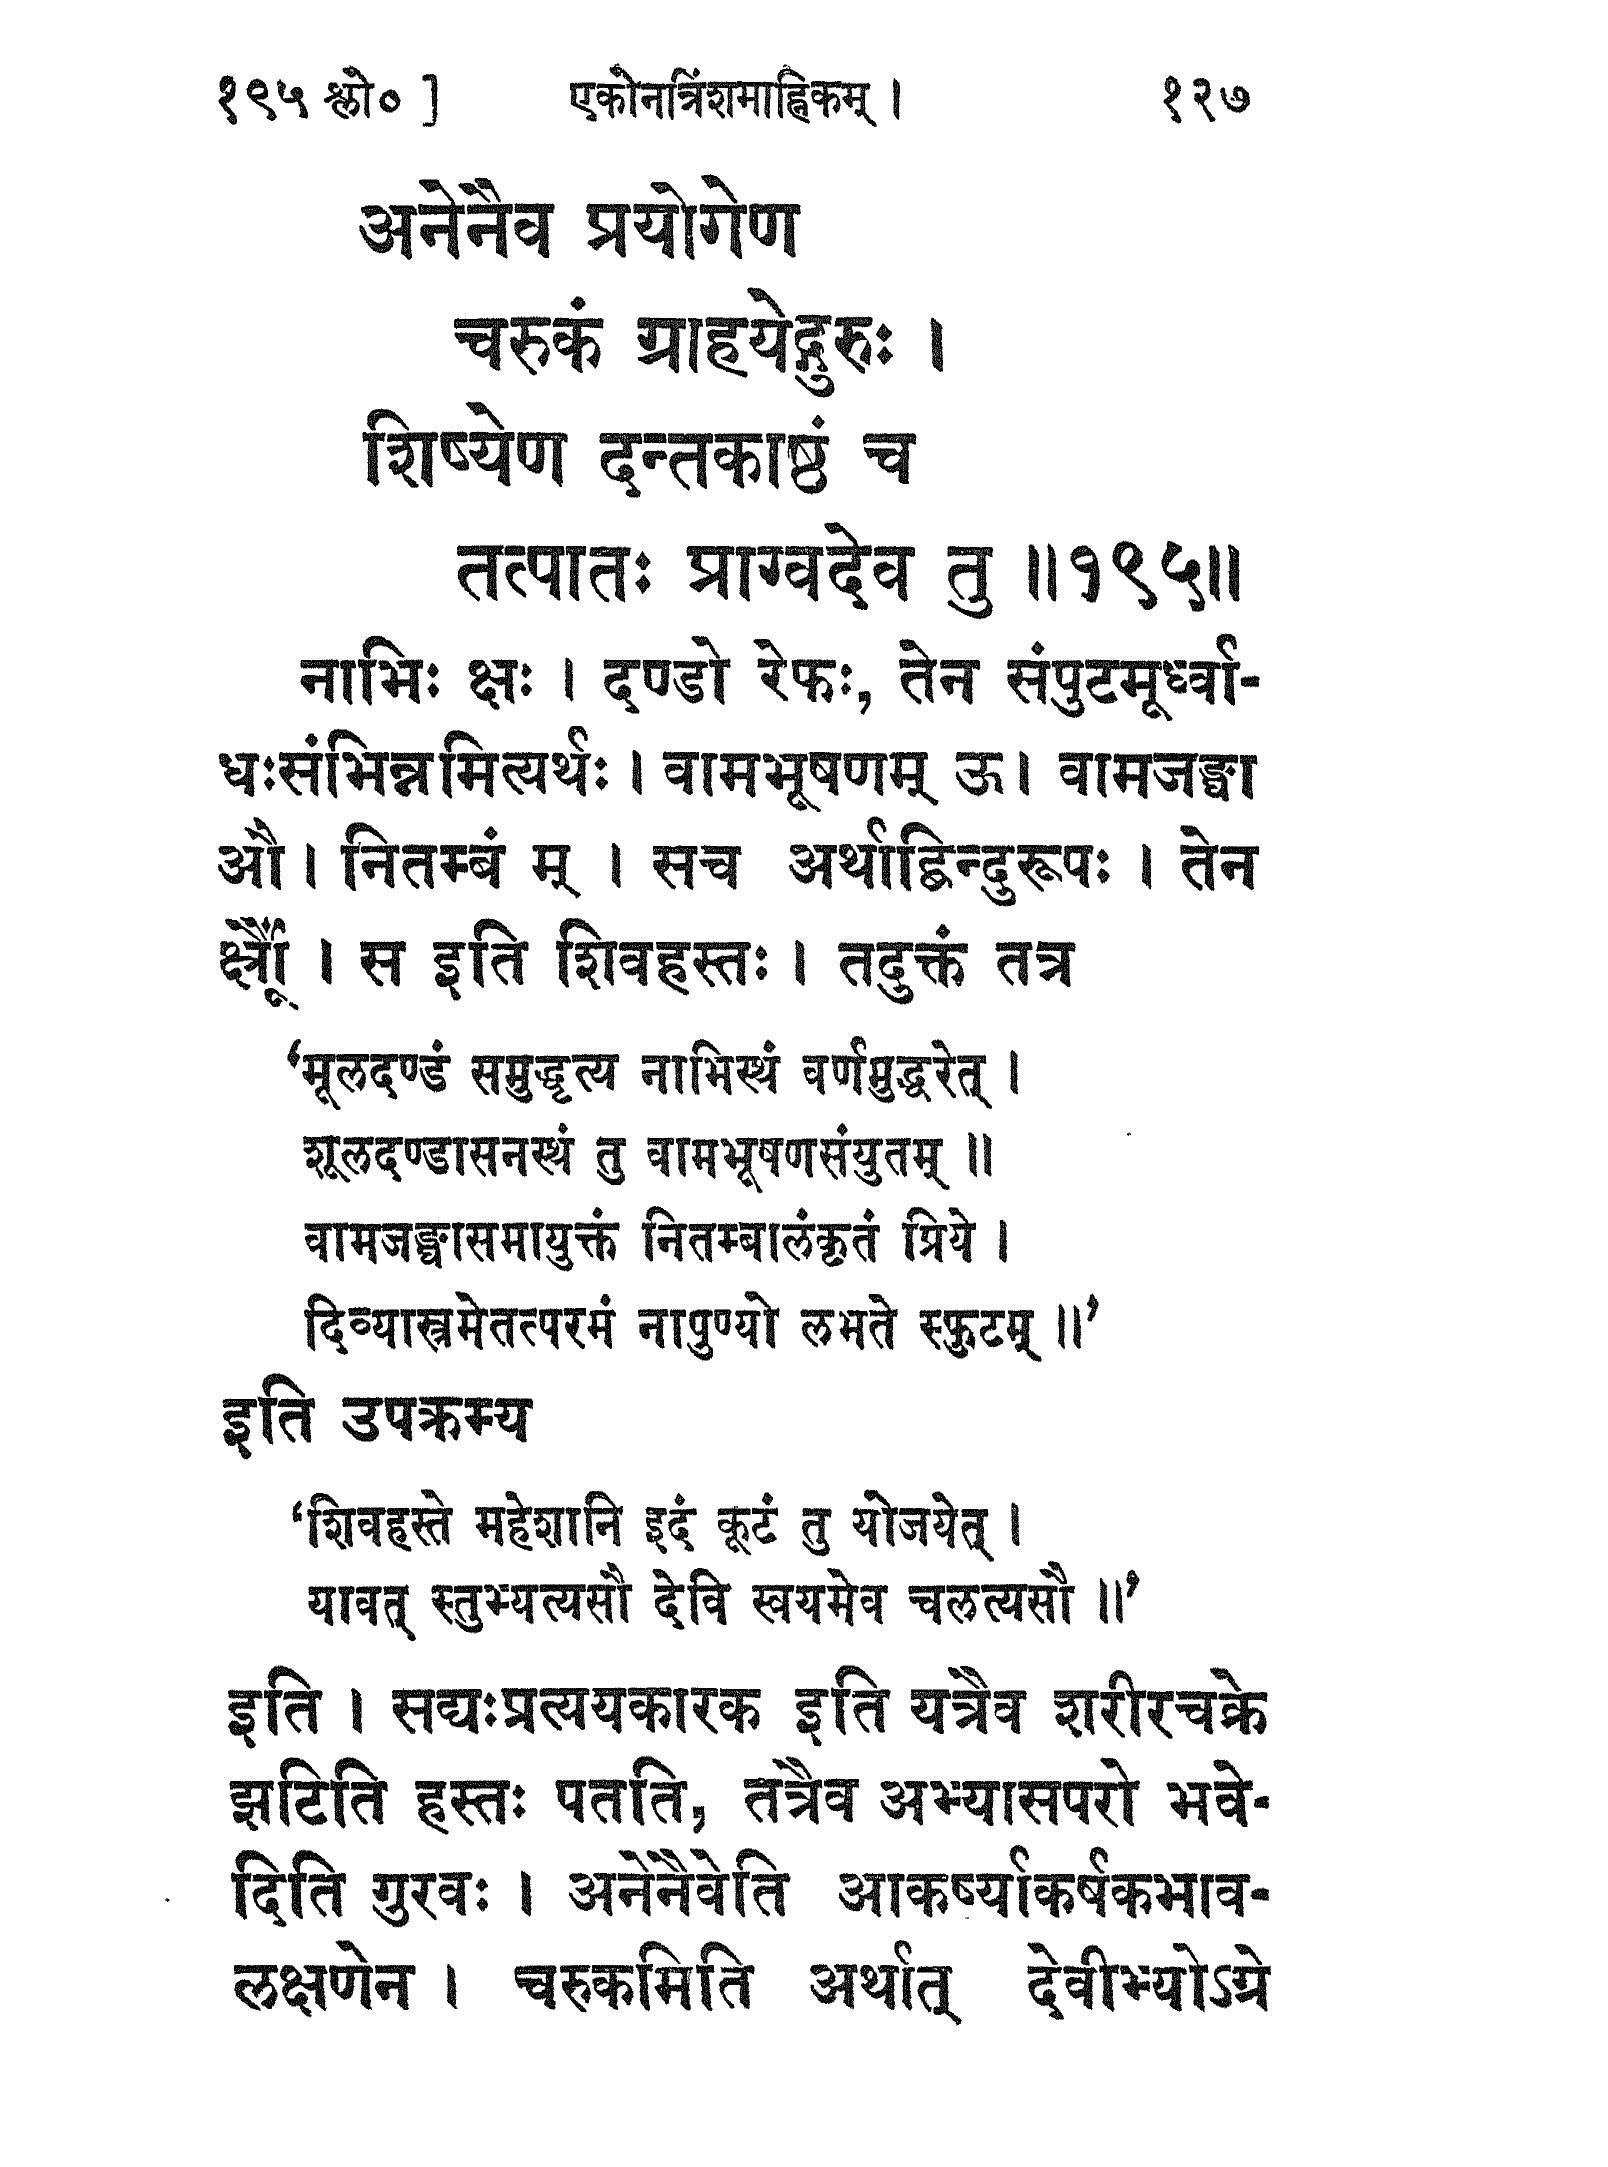 १९५ श्लो० ] एकोनत्रिंशमाह्निकम् । १२७
अनेनैव प्रयोगेण
चरुकं ग्राहयेद्गुरुः ।
शिष्येण दन्तकाष्ठं च
तत्पातः प्राग्वदेव तु ॥१९५॥
नाभिः क्षः । दण्डो रेफः, तेन संपुटमूर्ध्वा-
धःसंभिन्नमित्यर्थः । वामभूषणम् ऊ । वामजङ्घा
औ । नितम्बं म् । सच अर्थाद्बिन्दुरूपः । तेन
। स इति शिवहस्तः । तदुक्तं तत्र
‘मूलदण्डं समुद्धृत्य नाभिस्थं वर्णमुद्धरेत् ।
शूलदण्डासनस्थं तु वामभूषणसंयुतम् ॥
वामजङ्घासमायुक्तं नितम्बालंकृतं प्रिये ।
दिव्यास्त्रमेतत्परमं नापुण्यो लभते स्फुटम् ॥’
इति उपक्रम्य
‘शिवहस्ते महेशानि इदं कूटं तु योजयेत् ।
यावत् स्तुभ्यत्यसौ देवि स्वयमेव चलत्यसौ ॥’
इति । सद्यःप्रत्ययकारक इति यत्रैव शरीरचक्रे
झटिति हस्तः पतति, तत्रैव अभ्यासपरो भवे-
दिति गुरवः । अनेनैवेति आकर्ष्याकर्षकभाव-
लक्षणेन । चरुकमिति अर्थात् देवीभ्योऽग्रे